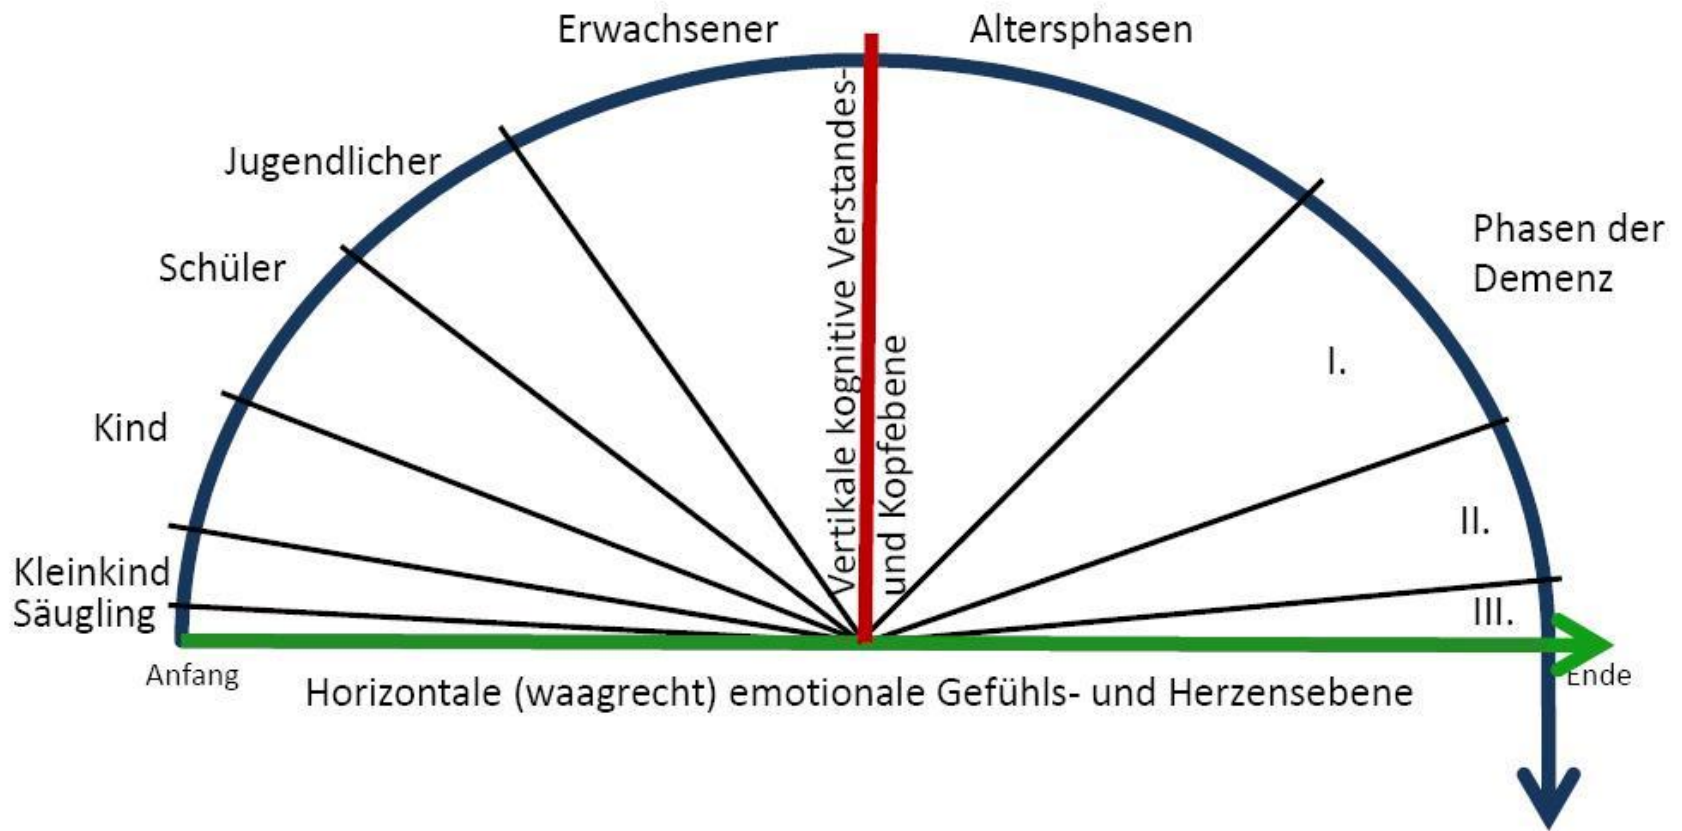 Erwachsener
Altersphasen
Jugendlicher
Schüler
Kind
Kleinkind
Säugling
Vertikale kognitive Verstandes-
und Kopfebene
Phasen der
Demenz
I.
II.
III.
Anfang
Ende
Horizontale (waagrecht) emotionale Gefühls- und Herzensebene